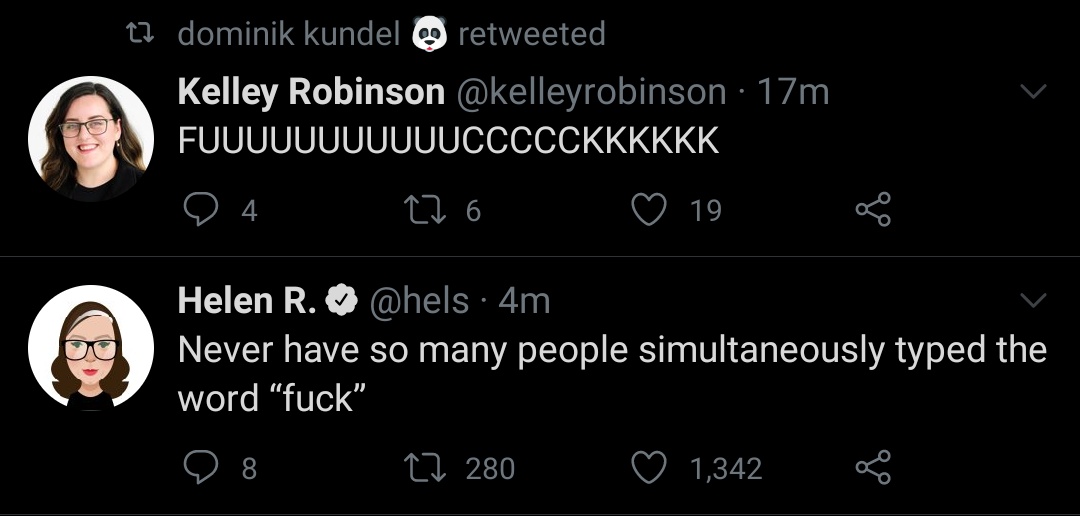 dominik kundel 🐼 retweeted
Kelley Robinson @kelleyrobinson · 17m
FUUUUUUUUUUUCCCCCKKKKKK
4 6 19
Helen R. @hels · 4m
Never have so many people simultaneously typed the
word “fuck”
8 280 1,342